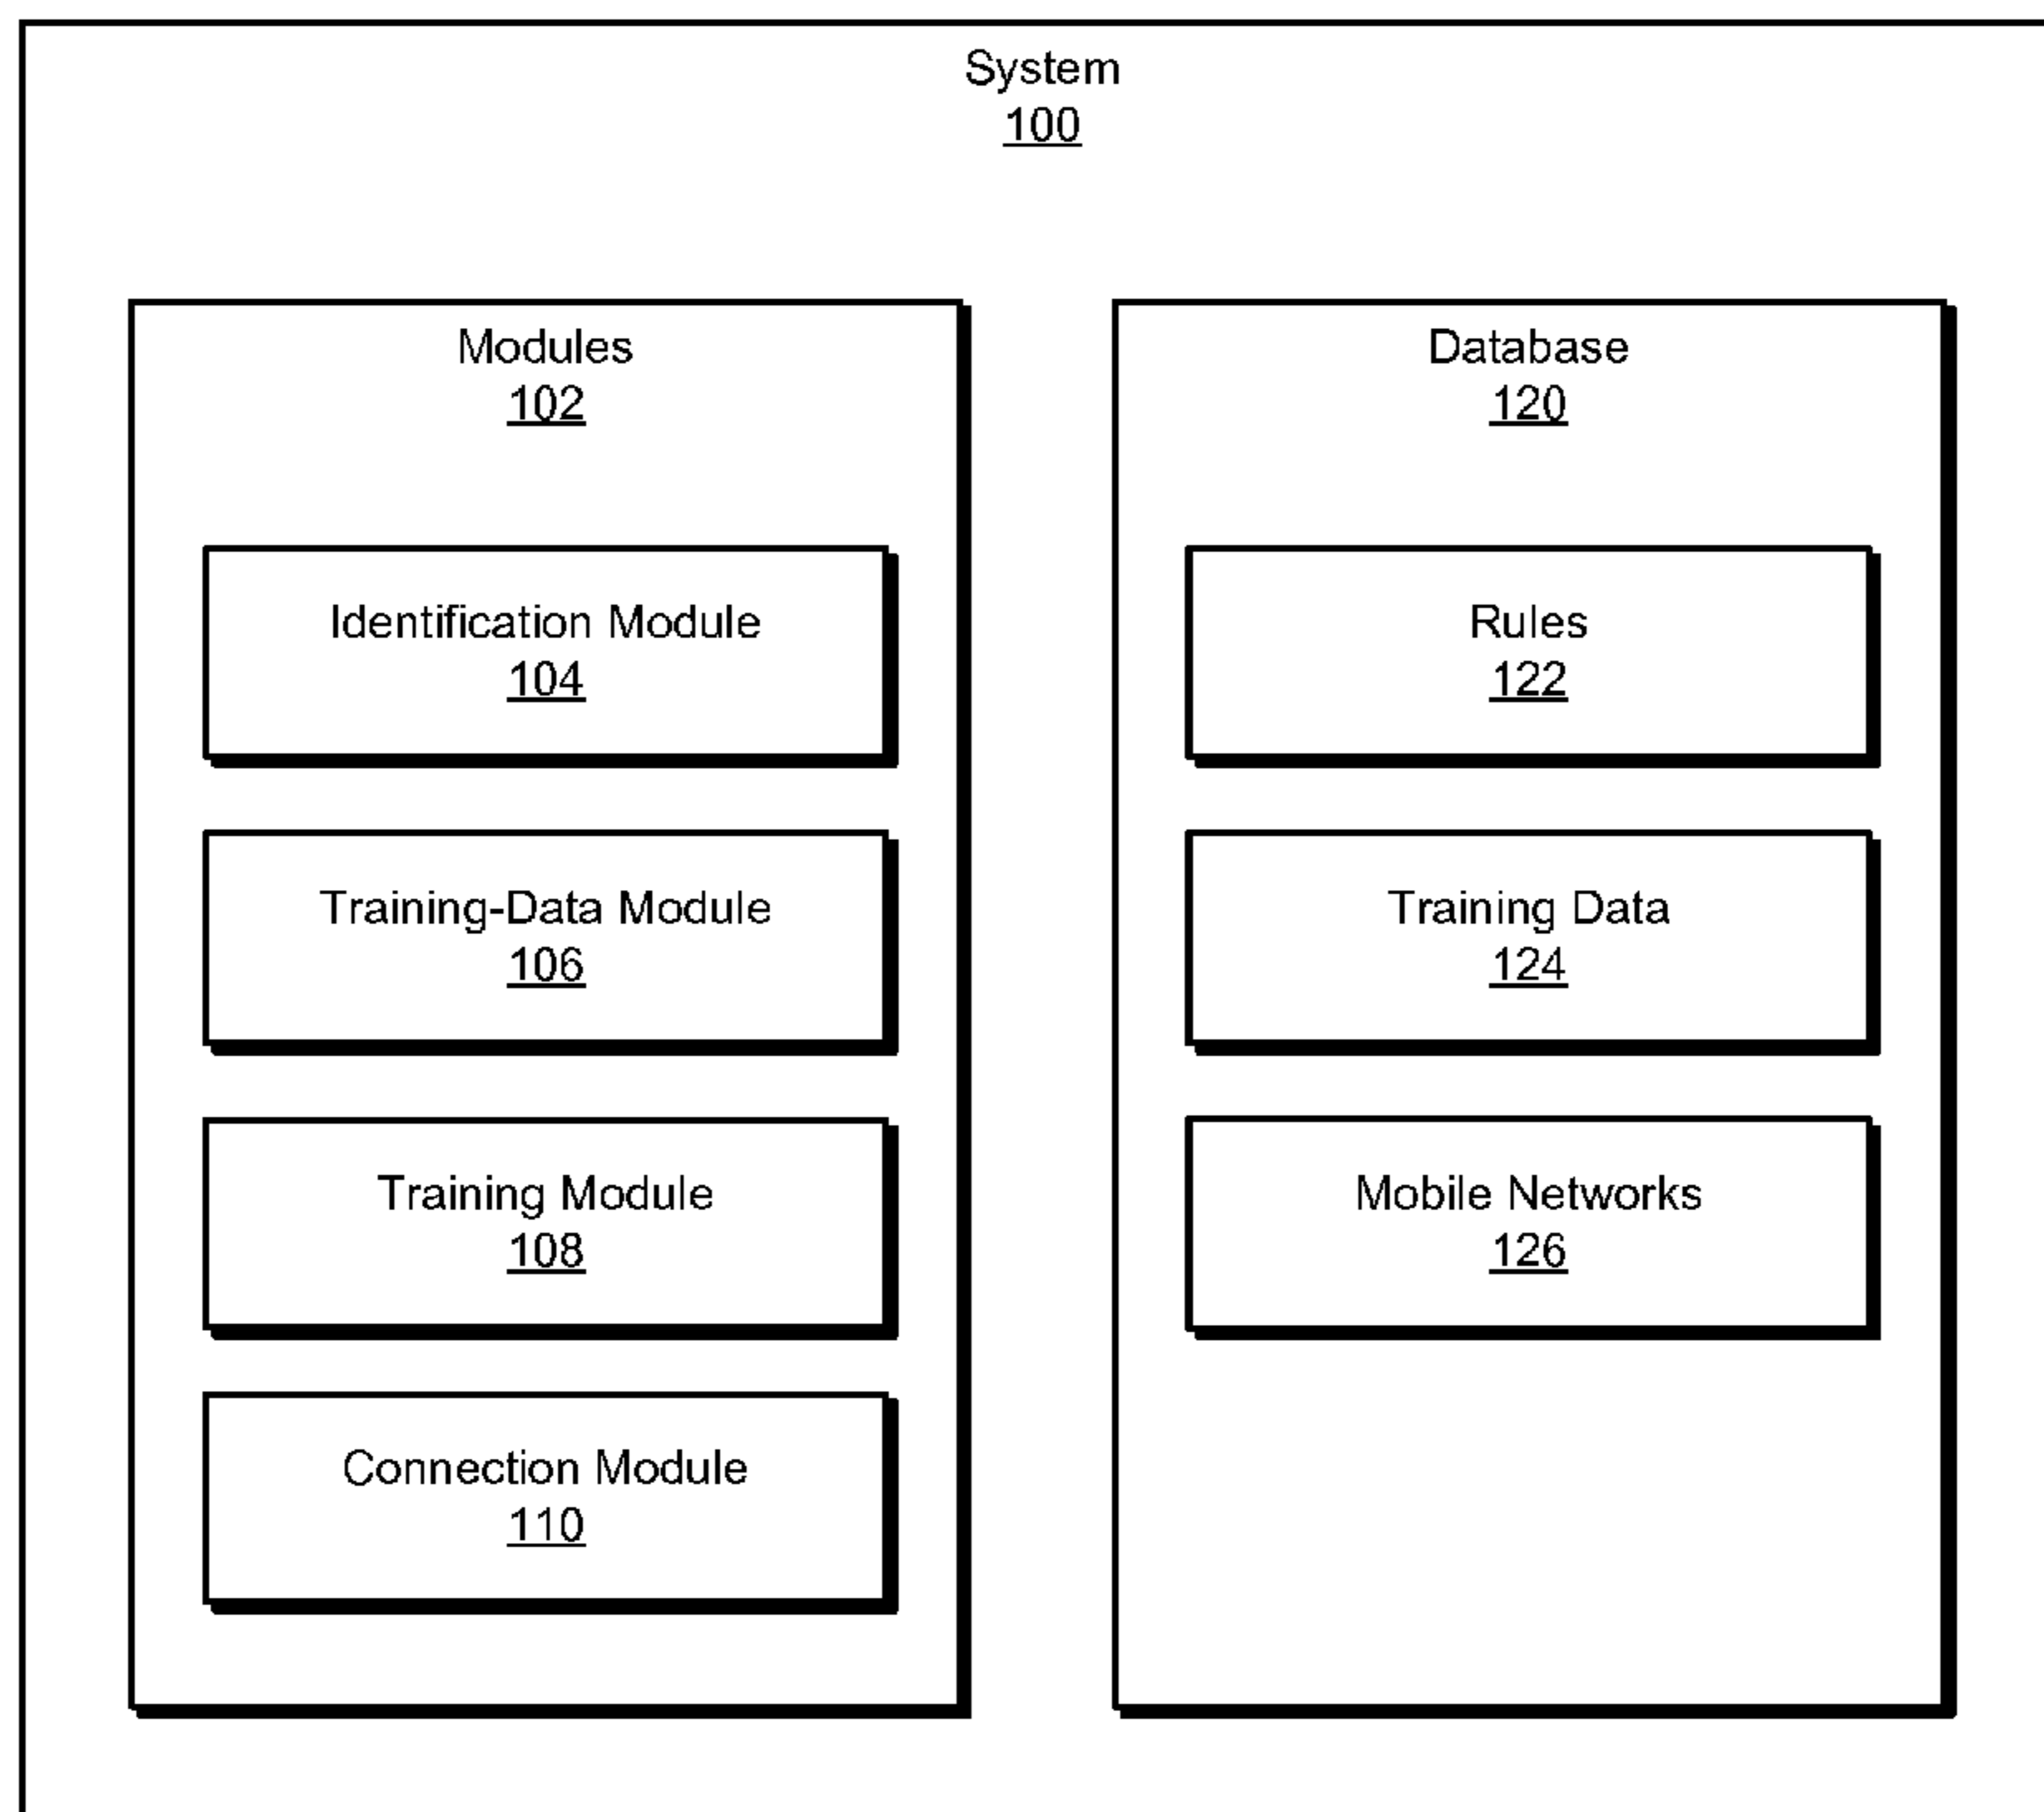 System
100
Modules
102
Identification Module
104
Training-Data Module
106
Training Module
108
Connection Module
110
Database
120
Rules
122
Training Data
124
Mobile Networks
126